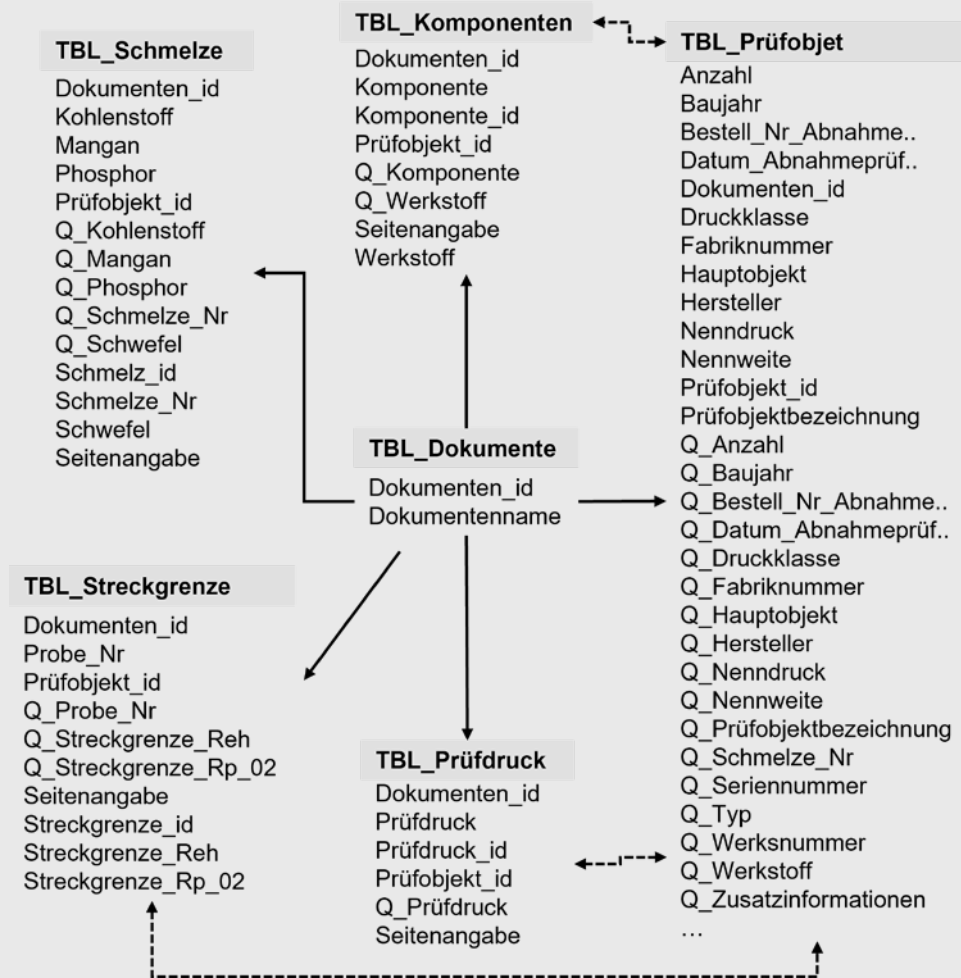 TBL_Schmelze
Dokumenten_id
Kohlenstoff
Mangan
Phosphor
Prüfobjekt_id
Q_Kohlenstoff
Q_Mangan
Q_Phosphor
Q_Schmelze_Nr
Q_Schwefel
Schmelz_id
Schmelze_Nr
Schwefel
Seitenangabe
TBL_Komponenten
Dokumenten_id
Komponente
Komponente_id
Prüfobjekt_id
Q_Komponente
Q_Werkstoff
Seitenangabe
Werkstoff
TBL_Prüfobjet
Anzahl
Baujahr
Bestell_Nr_Abnahme..
Datum_Abnahmeprüf..
Dokumenten_id
Druckklasse
Fabriknummer
Hauptobjekt
Hersteller
Nenndruck
Nennweite
Prüfobjekt_id
Prüfobjektbezeichnung
Q_Anzahl
Q_Baujahr
Q_Bestell_Nr_Abnahme..
Q_Datum_Abnahmeprüf..
Q_Druckklasse
Q_Fabriknummer
Q_Hauptobjekt
Q_Hersteller
Q_Nenndruck
Q_Nennweite
Q_Prüfobjektbezeichnung
Q_Schmelze_Nr
Q_Seriennummer
Q_Typ
Q_Werksnummer
Q_Werkstoff
Q_Zusatzinformationen
...
TBL_Dokumente
Dokumenten_id
Dokumentenname
TBL_Streckgrenze
Dokumenten_id
Probe_Nr
Prüfobjekt_id
Q_Probe_Nr
Q_Streckgrenze_Reh
Q_Streckgrenze_Rp_02
Seitenangabe
Streckgrenze_id
Streckgrenze_Reh
Streckgrenze_Rp_02
TBL_Prüfdruck
Dokumenten_id
Prüfdruck
Prüfdruck_id
Prüfobjekt_id
Q_Prüfdruck
Seitenangabe